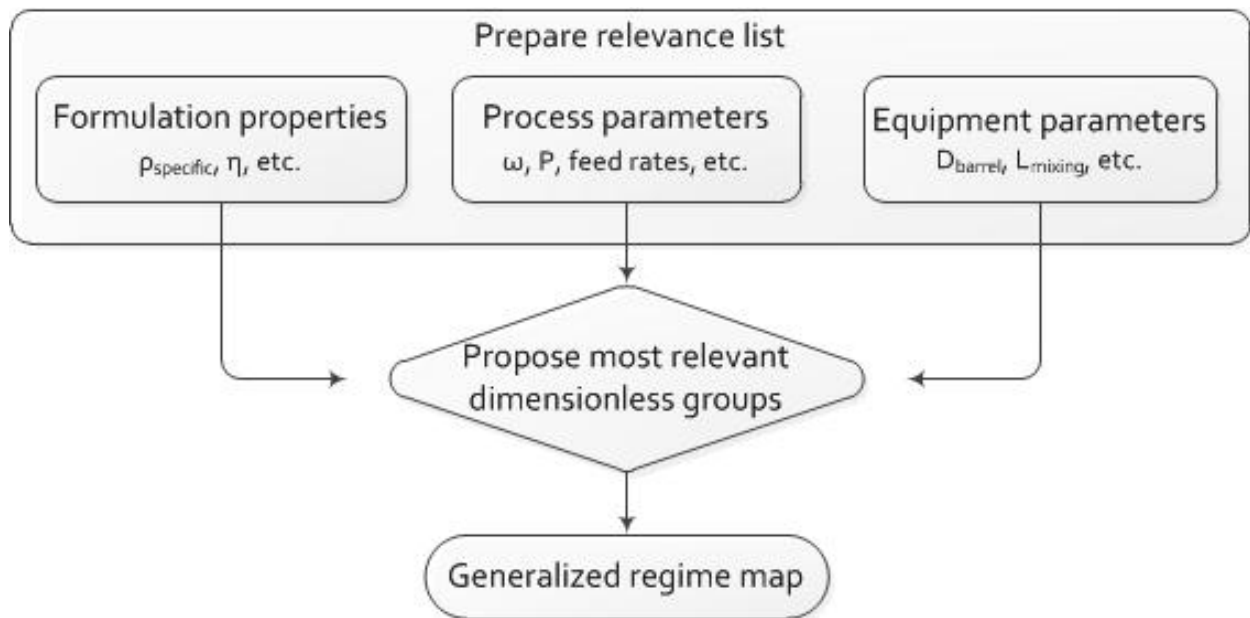 Prepare relevance list
Formulation properties
ρspecific, η, etc.
Process parameters
ω, P, feed rates, etc.
Equipment parameters
Dbarrel, Lmixing, etc.
Propose most relevant
dimensionless groups
Generalized regime map